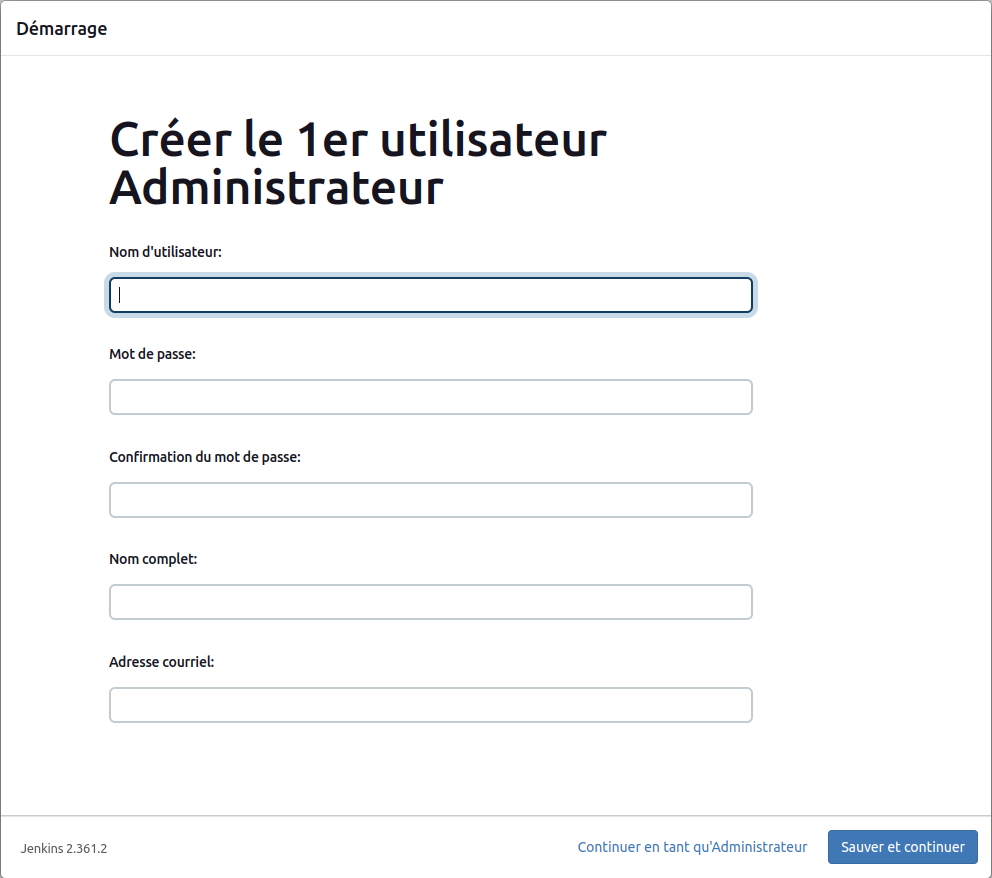 Démarrage
Créer le 1er utilisateur
Administrateur
Nom d'utilisateur:
Mot de passe:
Confirmation du mot de passe:
Nom complet:
Adresse courriel:
Jenkins 2.361.2
Continuer en tant qu'Administrateur
Sauver et continuer